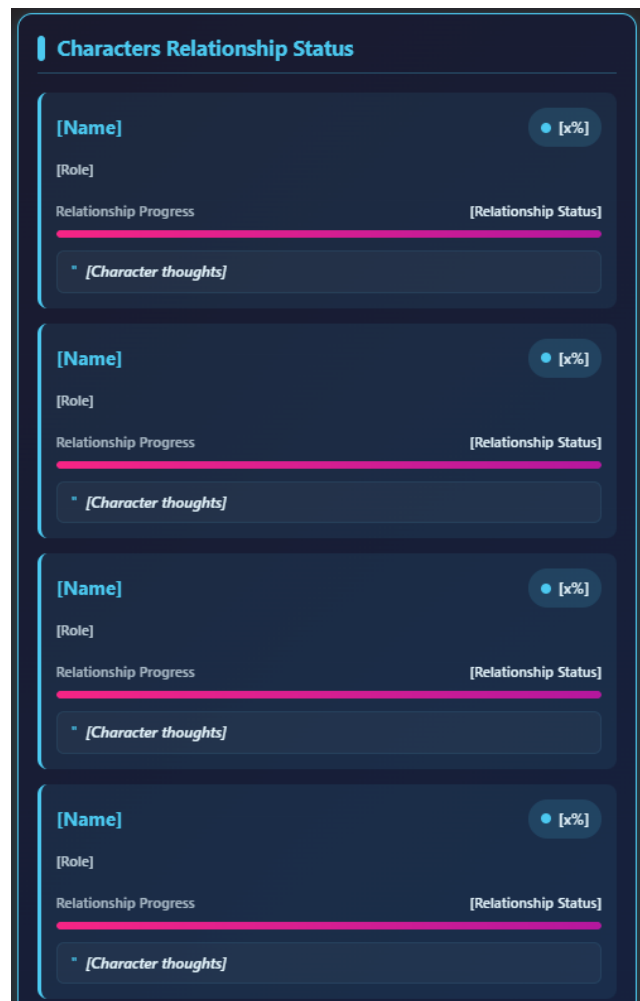 Characters Relationship Status
[Name]
[x%]
[Role]
Relationship Progress
[Relationship Status]
" [Character thoughts]
[Name]
[x%]
[Role]
Relationship Progress
[Relationship Status]
" [Character thoughts]
[Name]
[x%]
[Role]
Relationship Progress
[Relationship Status]
" [Character thoughts]
[Name]
[x%]
[Role]
Relationship Progress
[Relationship Status]
" [Character thoughts]